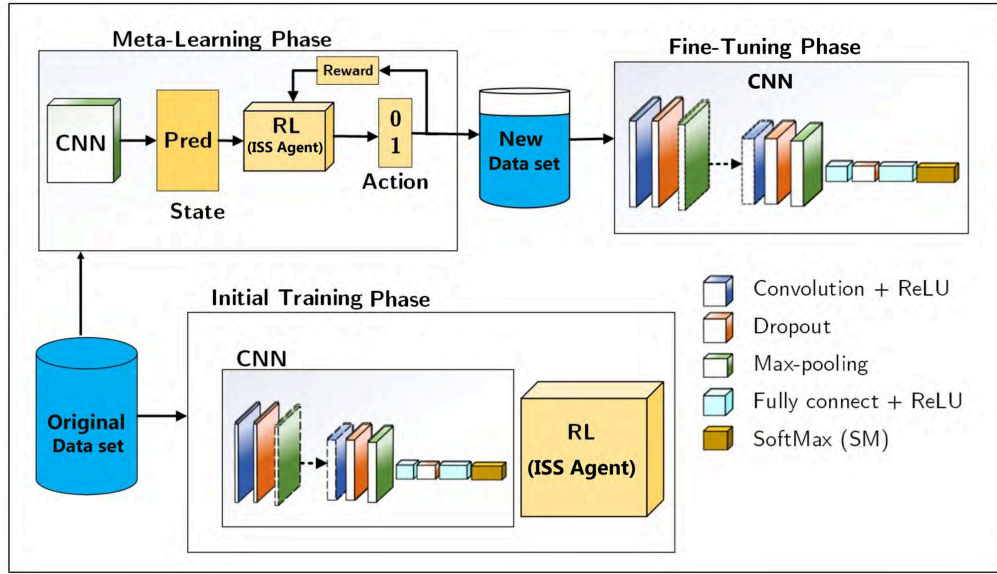 Meta-Learning Phase
Reward
CNN
Pred
RL
(ISS Agent)
0
1
Action
State
New
Data set
Fine-Tuning Phase
CNN
Initial Training Phase
CNN
Original
Data set
RL
(ISS Agent)
Convolution + ReLU
Dropout
Max-pooling
Fully connect + ReLU
SoftMax (SM)